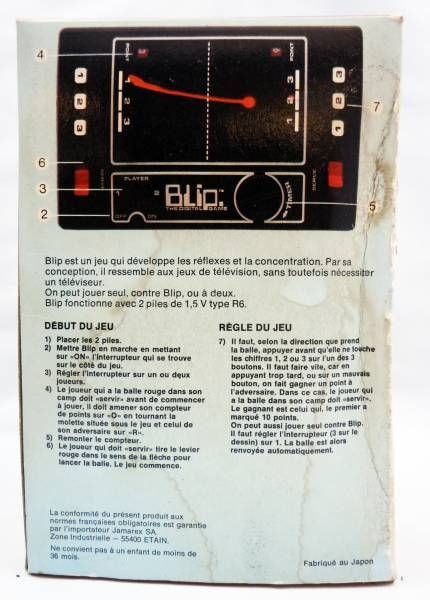 4
POINT
POINT
1
2
3
1
2
3
3
2
1
3
2
1
7
6
SERVE
3
PLAYER
1
2
Blip.
THE DIGITAL GAME
TIMER
5
2
OFF
ON
Blip est un jeu qui développe les réflexes et la concentration. Par sa
conception, il ressemble aux jeux de télévision, sans toutefois nécessiter
un téléviseur.
On peut jouer seul, contre Blip, ou à deux.
Blip fonctionne avec 2 piles de 1,5 V type R6.
DÉBUT DU JEU
1) Placer les 2 piles.
2) Mettre Blip en marche en mettant
sur «ON» l'interrupteur qui se trouve
sur le côté du jeu.
3) Régler l'interrupteur sur un ou deux
joueurs.
4) Le joueur qui a la balle rouge dans son
camp doit «servir» avant de commencer
à jouer, il doit amener son compteur
de points sur «O» en tournant la
molette située sous le jeu et celui de
son adversaire sur «R».
5) Remonter le compteur.
6) Le joueur qui doit «servir» tire le levier
rouge dans le sens de la flèche pour
lancer la balle. Le jeu commence.
RÈGLE DU JEU
7) Il faut, selon la direction que prend
la balle, appuyer avant qu'elle ne touche
les chiffres 1, 2 ou 3 sur l'un des 3
boutons. Il faut faire vite, car en
appuyant trop tard, ou sur un mauvais
bouton, on fait gagner un point à
l'adversaire. Dans ce cas, le joueur qui
a la balle dans son camp doit «servir».
Le gagnant est celui qui, le premier a
marqué 10 points.
On peut aussi jouer seul contre Blip.
Il faut régler l'interrupteur (3 sur le
dessin) sur 1. La balle est alors
renvoyée automatiquement.
La conformité du présent produit aux
normes françaises obligatoires est garantie
par l'importateur Jamarex SA,
Zone Industrielle – 55400 ETAIN.
Ne convient pas à un enfant de moins de
36 mois.
Fabriqué au Japon